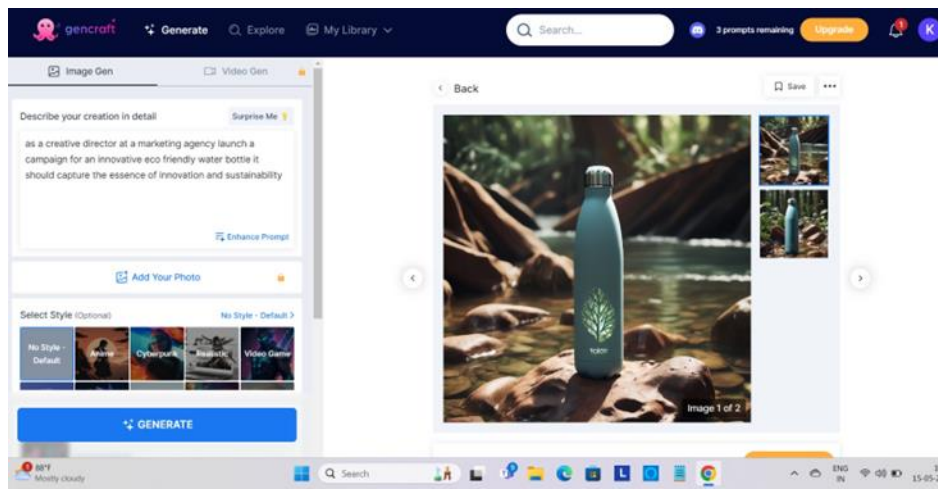 gencraft
Generate
Explore
My Library
Search...
3 prompts remaining
Upgrade
1
K
Image Gen
Video Gen
Describe your creation in detail
Surprise Me
as a creative director at a marketing agency launch a
campaign for an innovative eco friendly water bottle it
should capture the essence of innovation and sustainability
Enhance Prompt
Add Your Photo
Select Style (Optional)
No Style - Default >
No Style -
Default
Anime
Cyberpunk
Realistic
Video Game
GENERATE
Back
Save
Image 1 of 2
88°F
Mostly cloudy
Search
ENG
IN